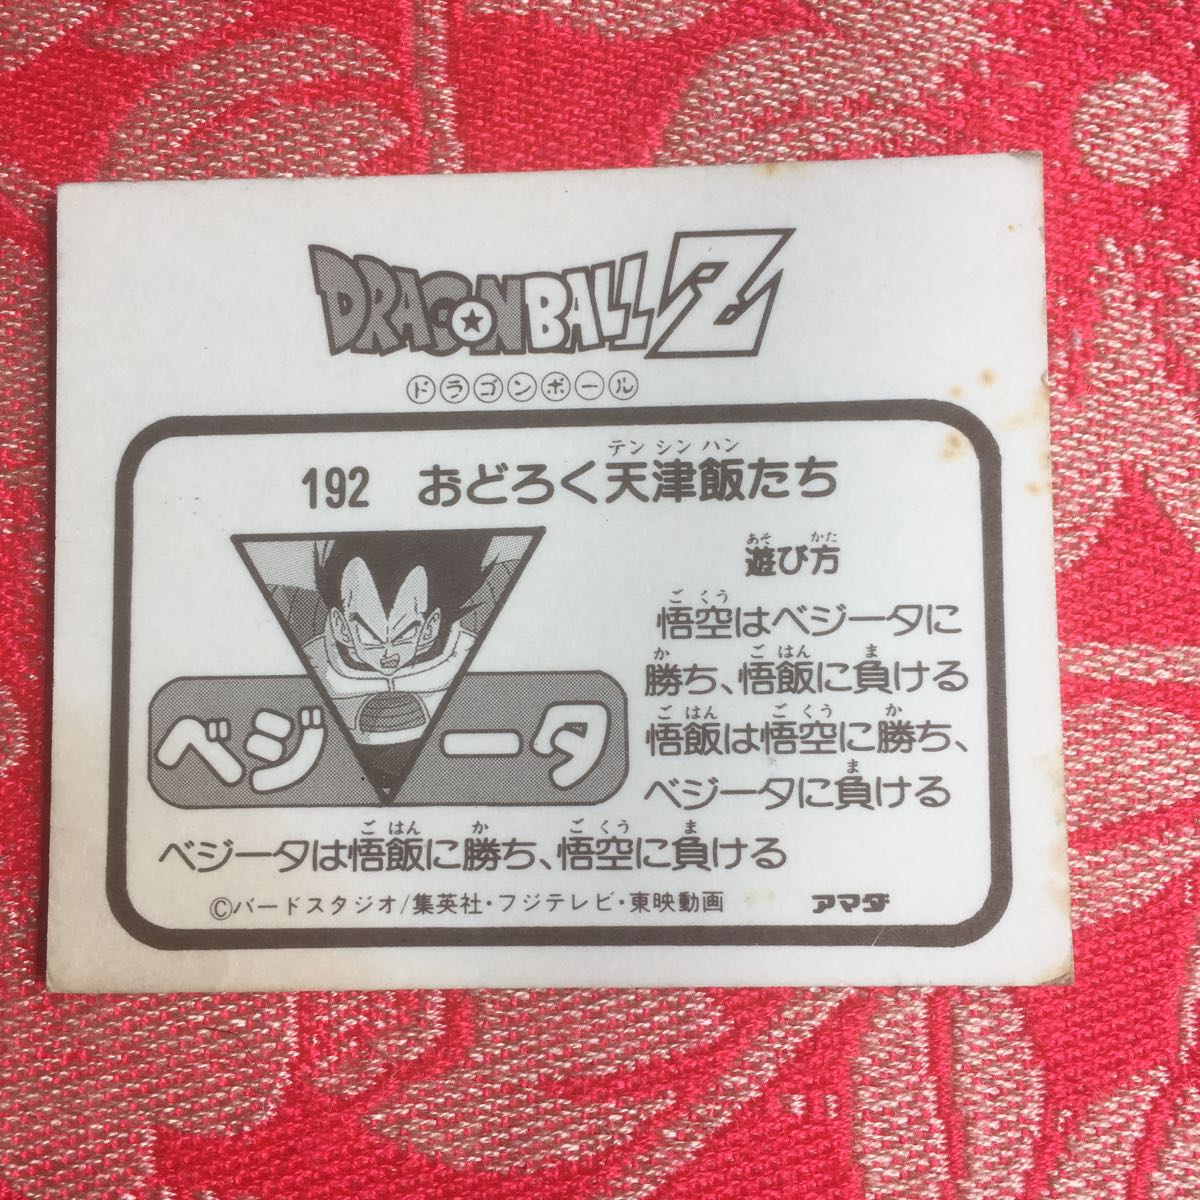 DRAGONBALL Z
ドラゴンボール
テンシンハン
192 おどろく天津飯たち
あそ かた
遊び方
ごくう
悟空はベジータに
か ごはん ま
勝ち、悟飯に負ける
ごはん ごくう か
悟飯は悟空に勝ち、
ま
ベジータに負ける
ベジータ
ごはん か ごくう ま
ベジータは悟飯に勝ち、悟空に負ける
©バードスタジオ/集英社・フジテレビ・東映動画 アマダ